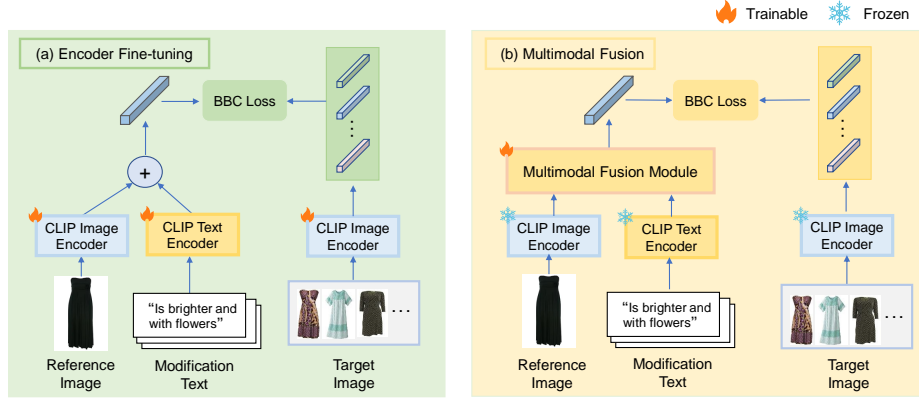 Trainable
Frozen
(a) Encoder Fine-tuning
BBC Loss
+
CLIP Image
Encoder
CLIP Text
Encoder
CLIP Image
Encoder
“Is brighter and
with flowers”
...
Reference
Image
Modification
Text
Target
Image
(b) Multimodal Fusion
BBC Loss
Multimodal Fusion Module
CLIP Image
Encoder
CLIP Text
Encoder
CLIP Image
Encoder
“Is brighter and
with flowers”
...
Reference
Image
Modification
Text
Target
Image